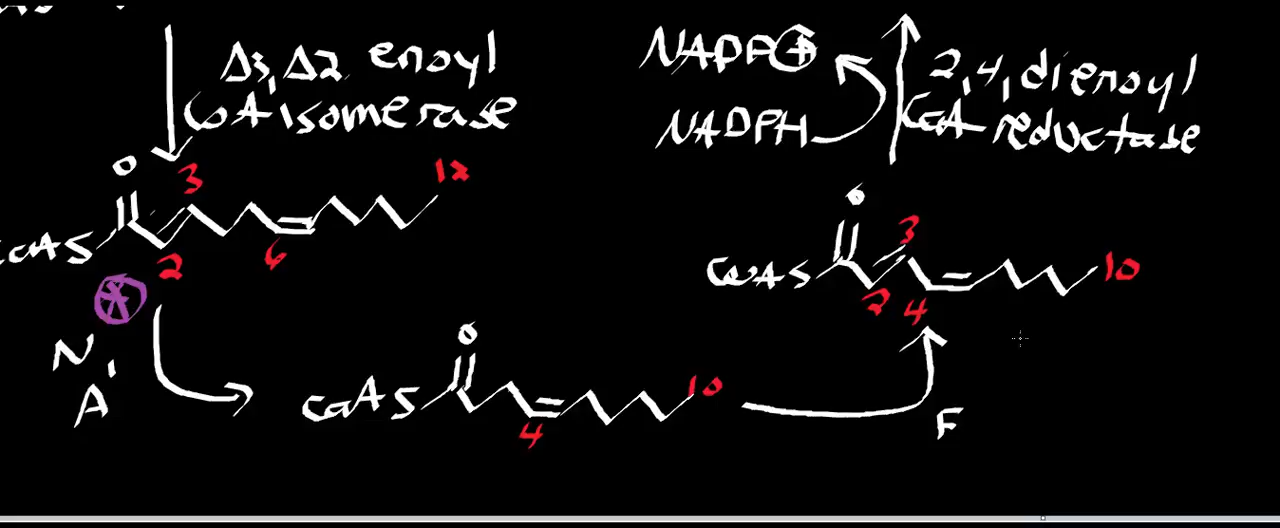 Δ3,Δ2 enoyl
CoA isomerase
O
3
12
CoAS
2
6
N,
A
NADP+
NADPH
2,4, dienoyl
CoA reductase
O
3
CoAS
10
2
4
O
CoAS
10
4
F